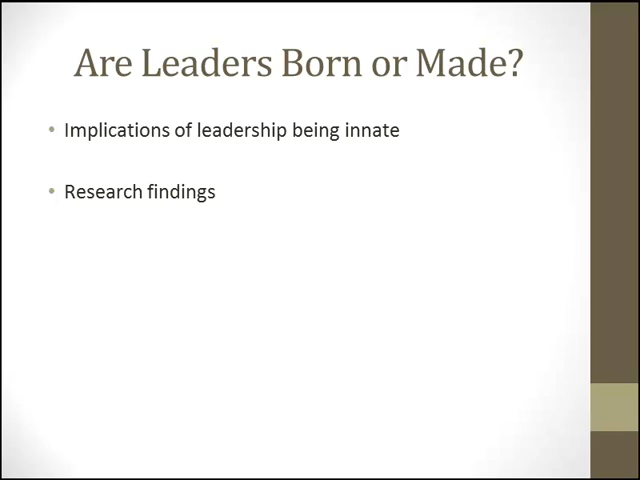 Are Leaders Born or Made?
• Implications of leadership being innate
• Research findings